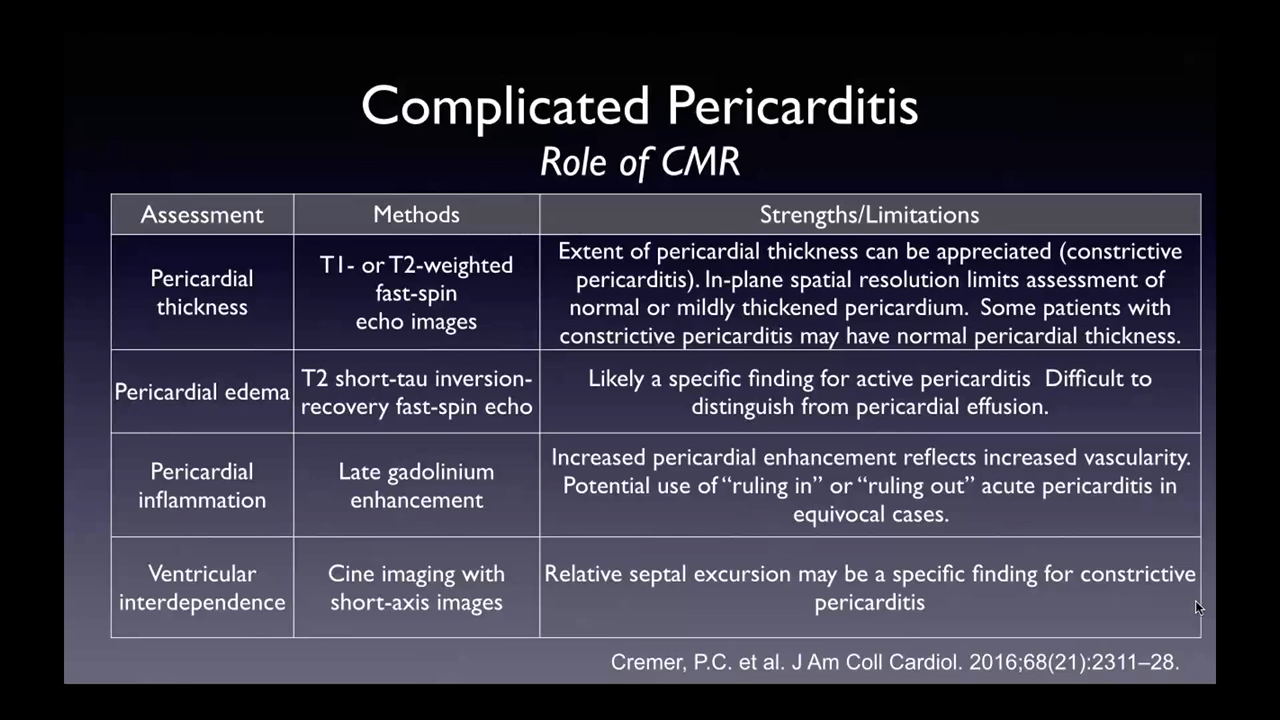 Complicated Pericarditis
Role of CMR
Assessment
Methods
Strengths/Limitations
Pericardial
thickness
T1- or T2-weighted
fast-spin
echo images
Extent of pericardial thickness can be appreciated (constrictive
pericarditis). In-plane spatial resolution limits assessment of
normal or mildly thickened pericardium. Some patients with
constrictive pericarditis may have normal pericardial thickness.
Pericardial edema
T2 short-tau inversion-
recovery fast-spin echo
Likely a specific finding for active pericarditis Difficult to
distinguish from pericardial effusion.
Pericardial
inflammation
Late gadolinium
enhancement
Increased pericardial enhancement reflects increased vascularity.
Potential use of “ruling in” or “ruling out” acute pericarditis in
equivocal cases.
Ventricular
interdependence
Cine imaging with
short-axis images
Relative septal excursion may be a specific finding for constrictive
pericarditis
Cremer, P.C. et al. J Am Coll Cardiol. 2016;68(21):2311–28.